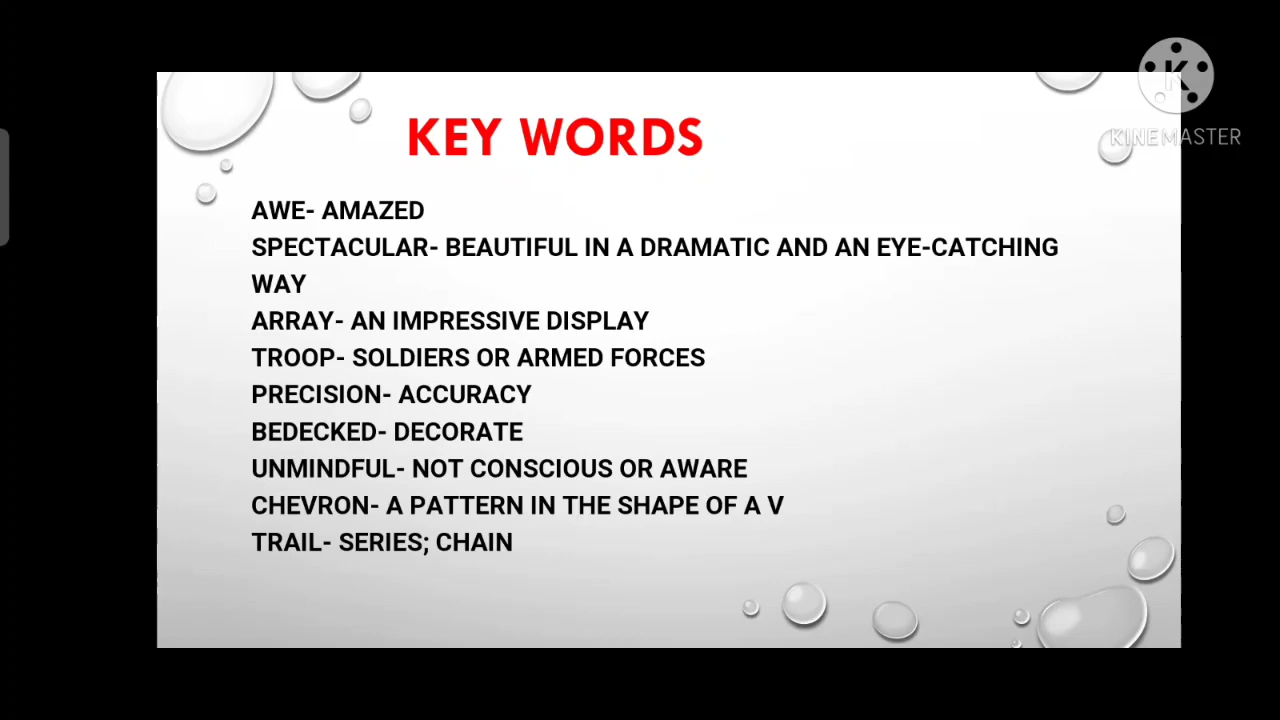 K
KINEMASTER
KEY WORDS
AWE- AMAZED
SPECTACULAR- BEAUTIFUL IN A DRAMATIC AND AN EYE-CATCHING
WAY
ARRAY- AN IMPRESSIVE DISPLAY
TROOP- SOLDIERS OR ARMED FORCES
PRECISION- ACCURACY
BEDECKED- DECORATE
UNMINDFUL- NOT CONSCIOUS OR AWARE
CHEVRON- A PATTERN IN THE SHAPE OF A V
TRAIL- SERIES; CHAIN